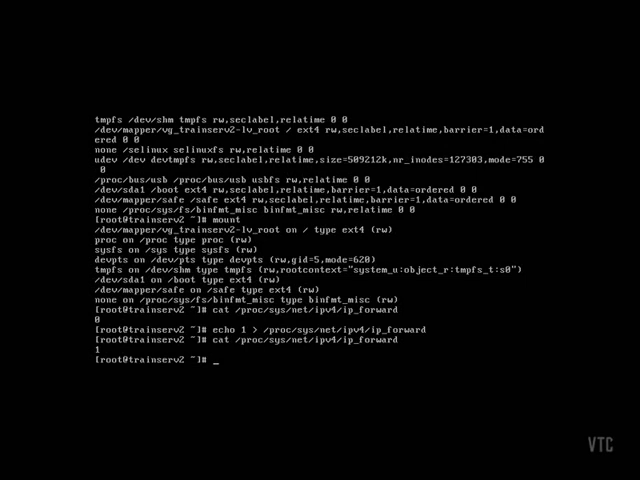 tmpfs /dev/shm tmpfs rw,seclabel,relatime 0 0
/dev/mapper/vg_trainserv2-lv_root / ext4 rw,seclabel,relatime,barrier=1,data=ord
ered 0 0
none /selinux selinuxfs rw,relatime 0 0
udev /dev devtmpfs rw,seclabel,relatime,size=509212k,nr_inodes=127303,mode=755 0
 0
/proc/bus/usb /proc/bus/usb usbfs rw,relatime 0 0
/dev/sda1 /boot ext4 rw,seclabel,relatime,barrier=1,data=ordered 0 0
/dev/mapper/safe /safe ext4 rw,seclabel,relatime,barrier=1,data=ordered 0 0
none /proc/sys/fs/binfmt_misc binfmt_misc rw,relatime 0 0
[root@trainserv2 ~]# mount
/dev/mapper/vg_trainserv2-lv_root on / type ext4 (rw)
proc on /proc type proc (rw)
sysfs on /sys type sysfs (rw)
devpts on /dev/pts type devpts (rw,gid=5,mode=620)
tmpfs on /dev/shm type tmpfs (rw,rootcontext="system_u:object_r:tmpfs_t:s0")
/dev/sda1 on /boot type ext4 (rw)
/dev/mapper/safe on /safe type ext4 (rw)
none on /proc/sys/fs/binfmt_misc type binfmt_misc (rw)
[root@trainserv2 ~]# cat /proc/sys/net/ipv4/ip_forward
0
[root@trainserv2 ~]# echo 1 > /proc/sys/net/ipv4/ip_forward
[root@trainserv2 ~]# cat /proc/sys/net/ipv4/ip_forward
1
[root@trainserv2 ~]# _
VTC